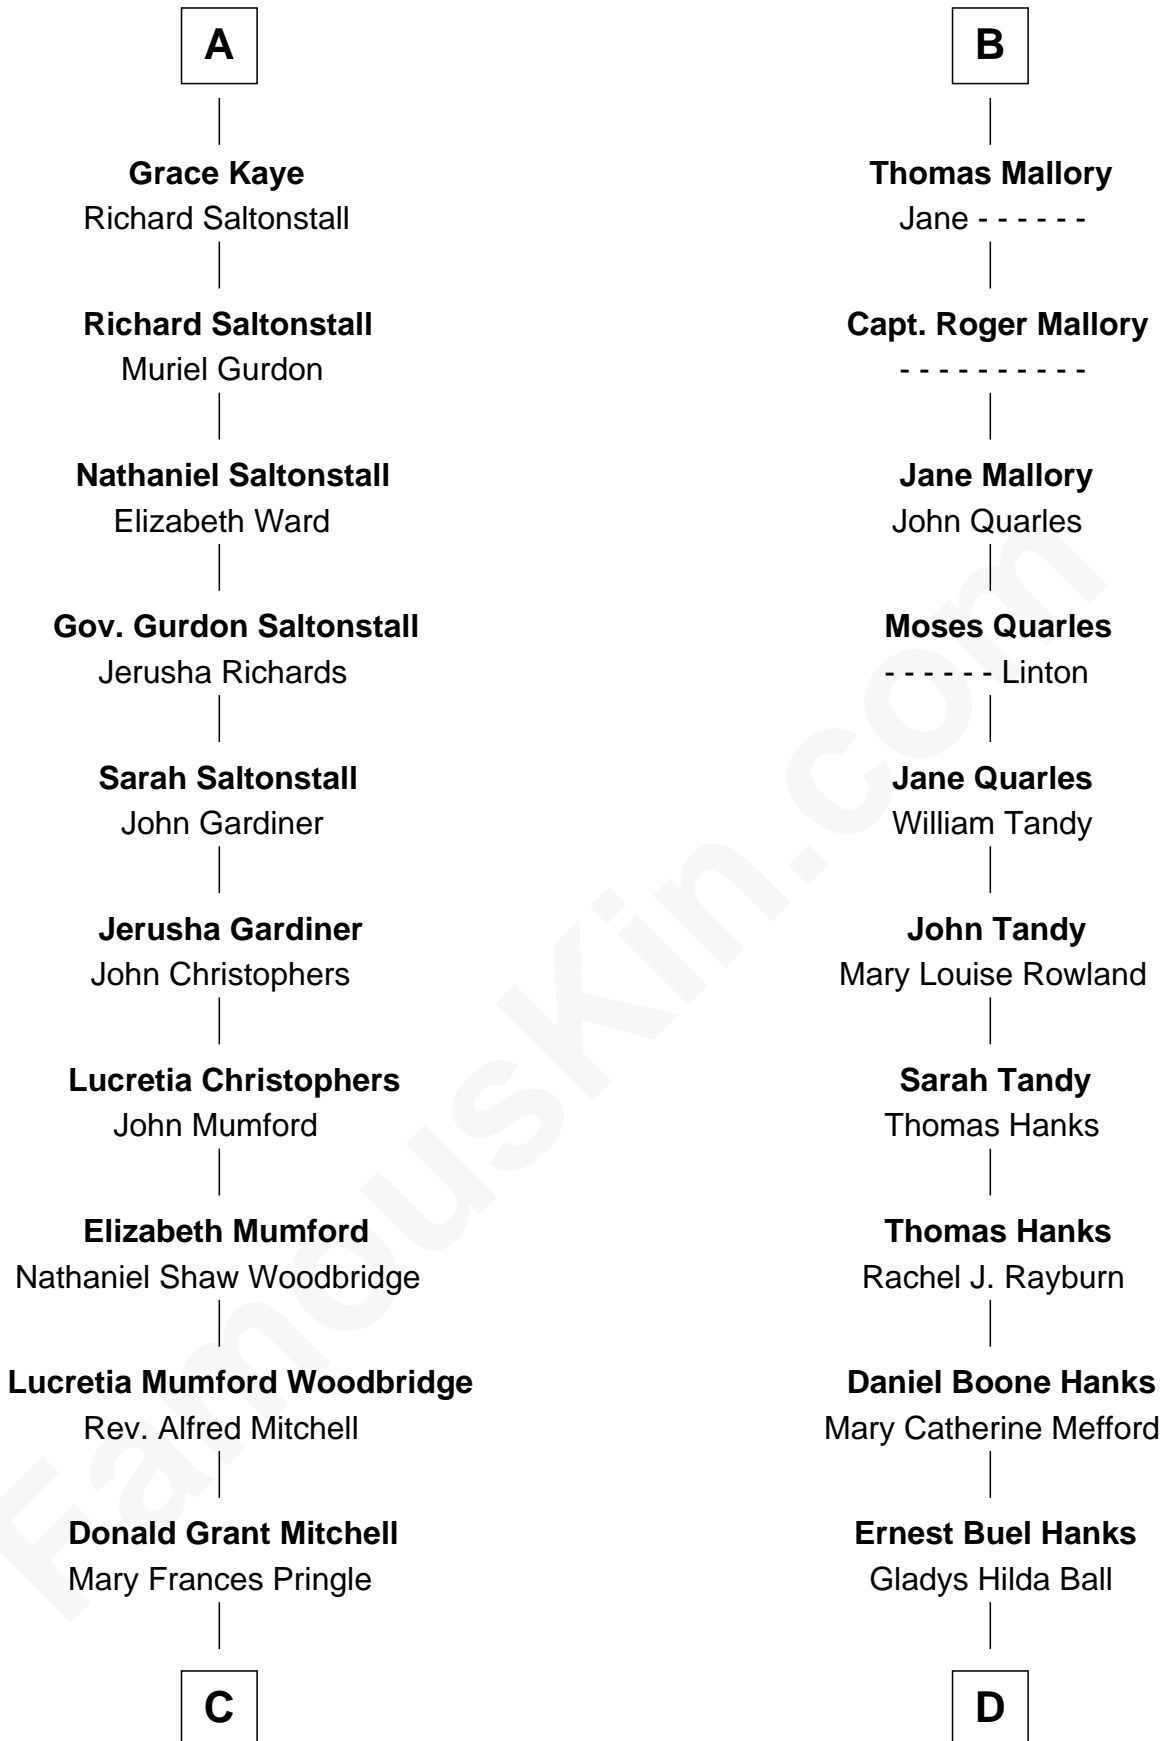 A
Grace Kaye
Richard Saltonstall
Richard Saltonstall
Muriel Gurdon
Nathaniel Saltonstall
Elizabeth Ward
Gov. Gurdon Saltonstall
Jerusha Richards
Sarah Saltonstall
John Gardiner
Jerusha Gardiner
John Christophers
Lucretia Christophers
John Mumford
Elizabeth Mumford
Nathaniel Shaw Woodbridge
Lucretia Mumford Woodbridge
Rev. Alfred Mitchell
Donald Grant Mitchell
Mary Frances Pringle
C
B
Thomas Mallory
Jane - - - - - -
Capt. Roger Mallory
- - - - - - - - - -
Jane Mallory
John Quarles
Moses Quarles
- - - - - - Linton
Jane Quarles
William Tandy
John Tandy
Mary Louise Rowland
Sarah Tandy
Thomas Hanks
Thomas Hanks
Rachel J. Rayburn
Daniel Boone Hanks
Mary Catherine Mefford
Ernest Buel Hanks
Gladys Hilda Ball
D
FamousKin.com